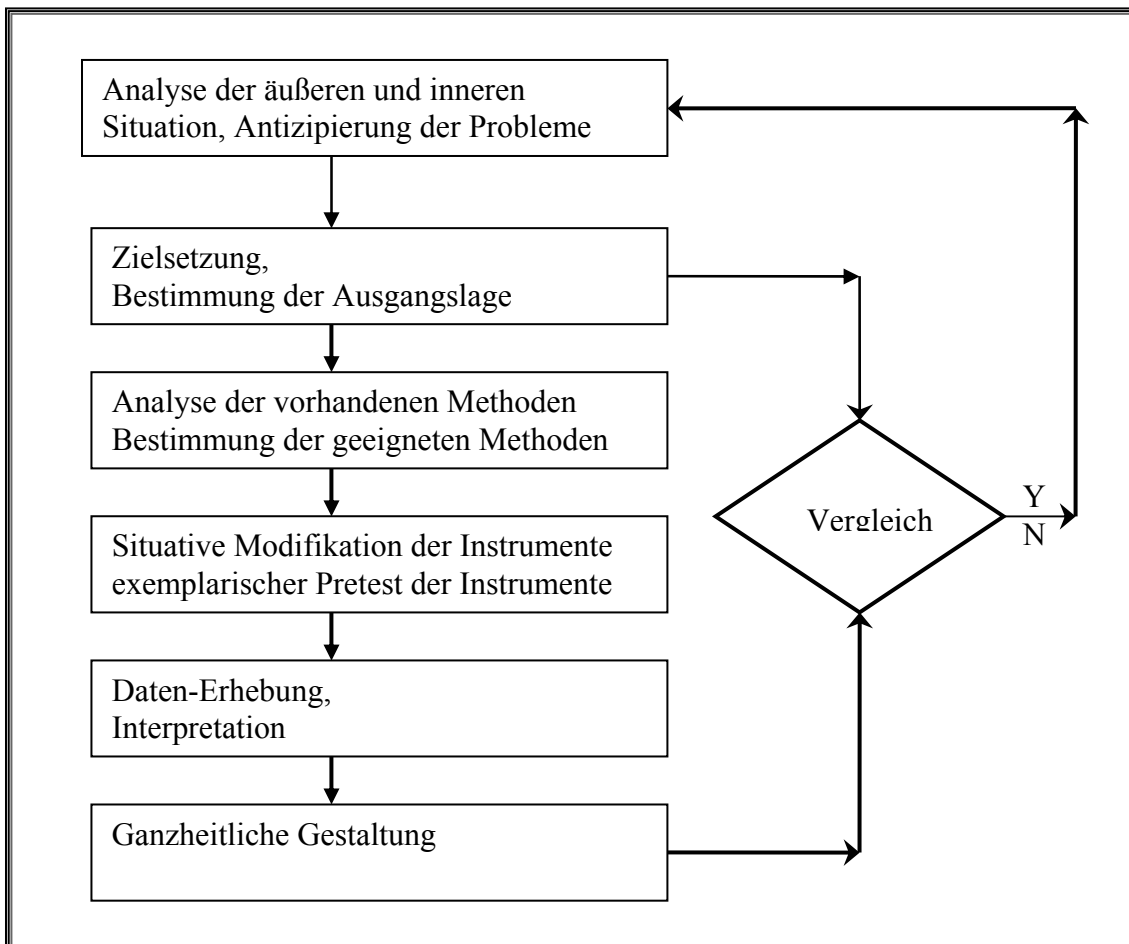 Analyse der äußeren und inneren
Situation, Antizipierung der Probleme
Zielsetzung,
Bestimmung der Ausgangslage
Analyse der vorhandenen Methoden
Bestimmung der geeigneten Methoden
Situative Modifikation der Instrumente
exemplarischer Pretest der Instrumente
Daten-Erhebung,
Interpretation
Ganzheitliche Gestaltung
Vergleich
Y
N